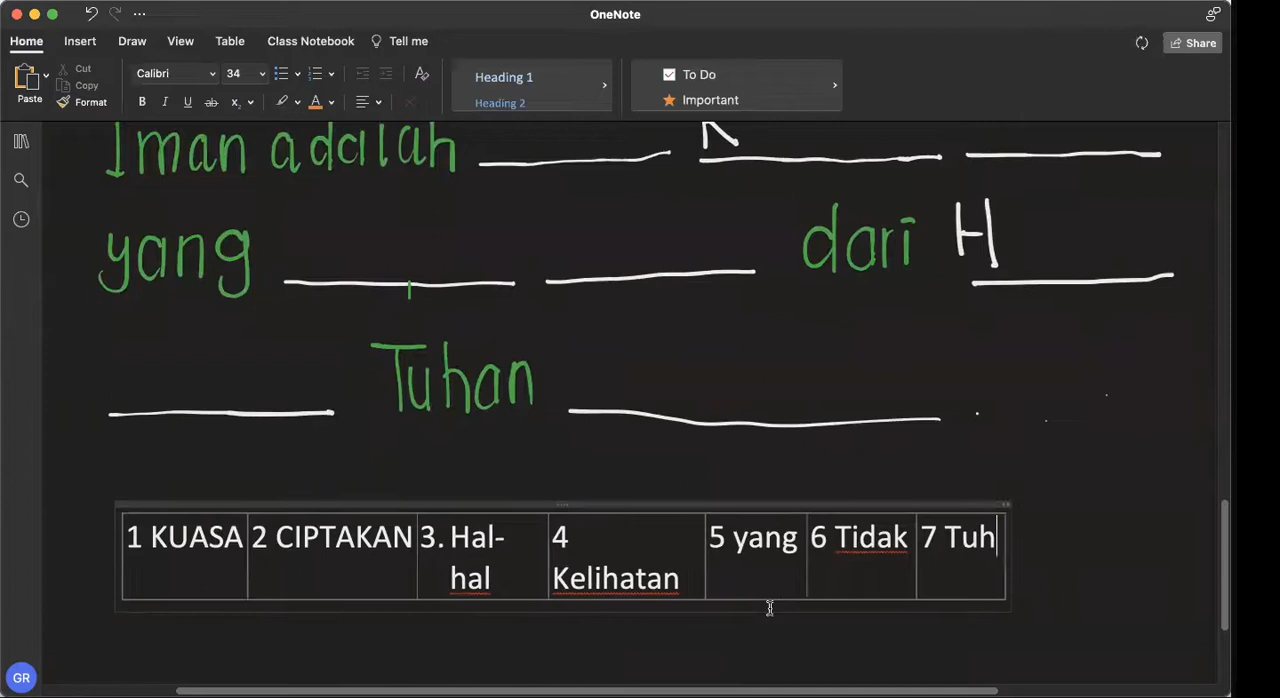 OneNote
Home Insert Draw View Table Class Notebook Tell me Share
Paste Cut Copy Format
Calibri 34
B I U ab x A
Heading 1
Heading 2
To Do
Important
Iman adalah K
yang dari H
Tuhan .
1 KUASA 2 CIPTAKAN 3. Hal-hal 4 Kelihatan 5 yang 6 Tidak 7 Tuh
GR